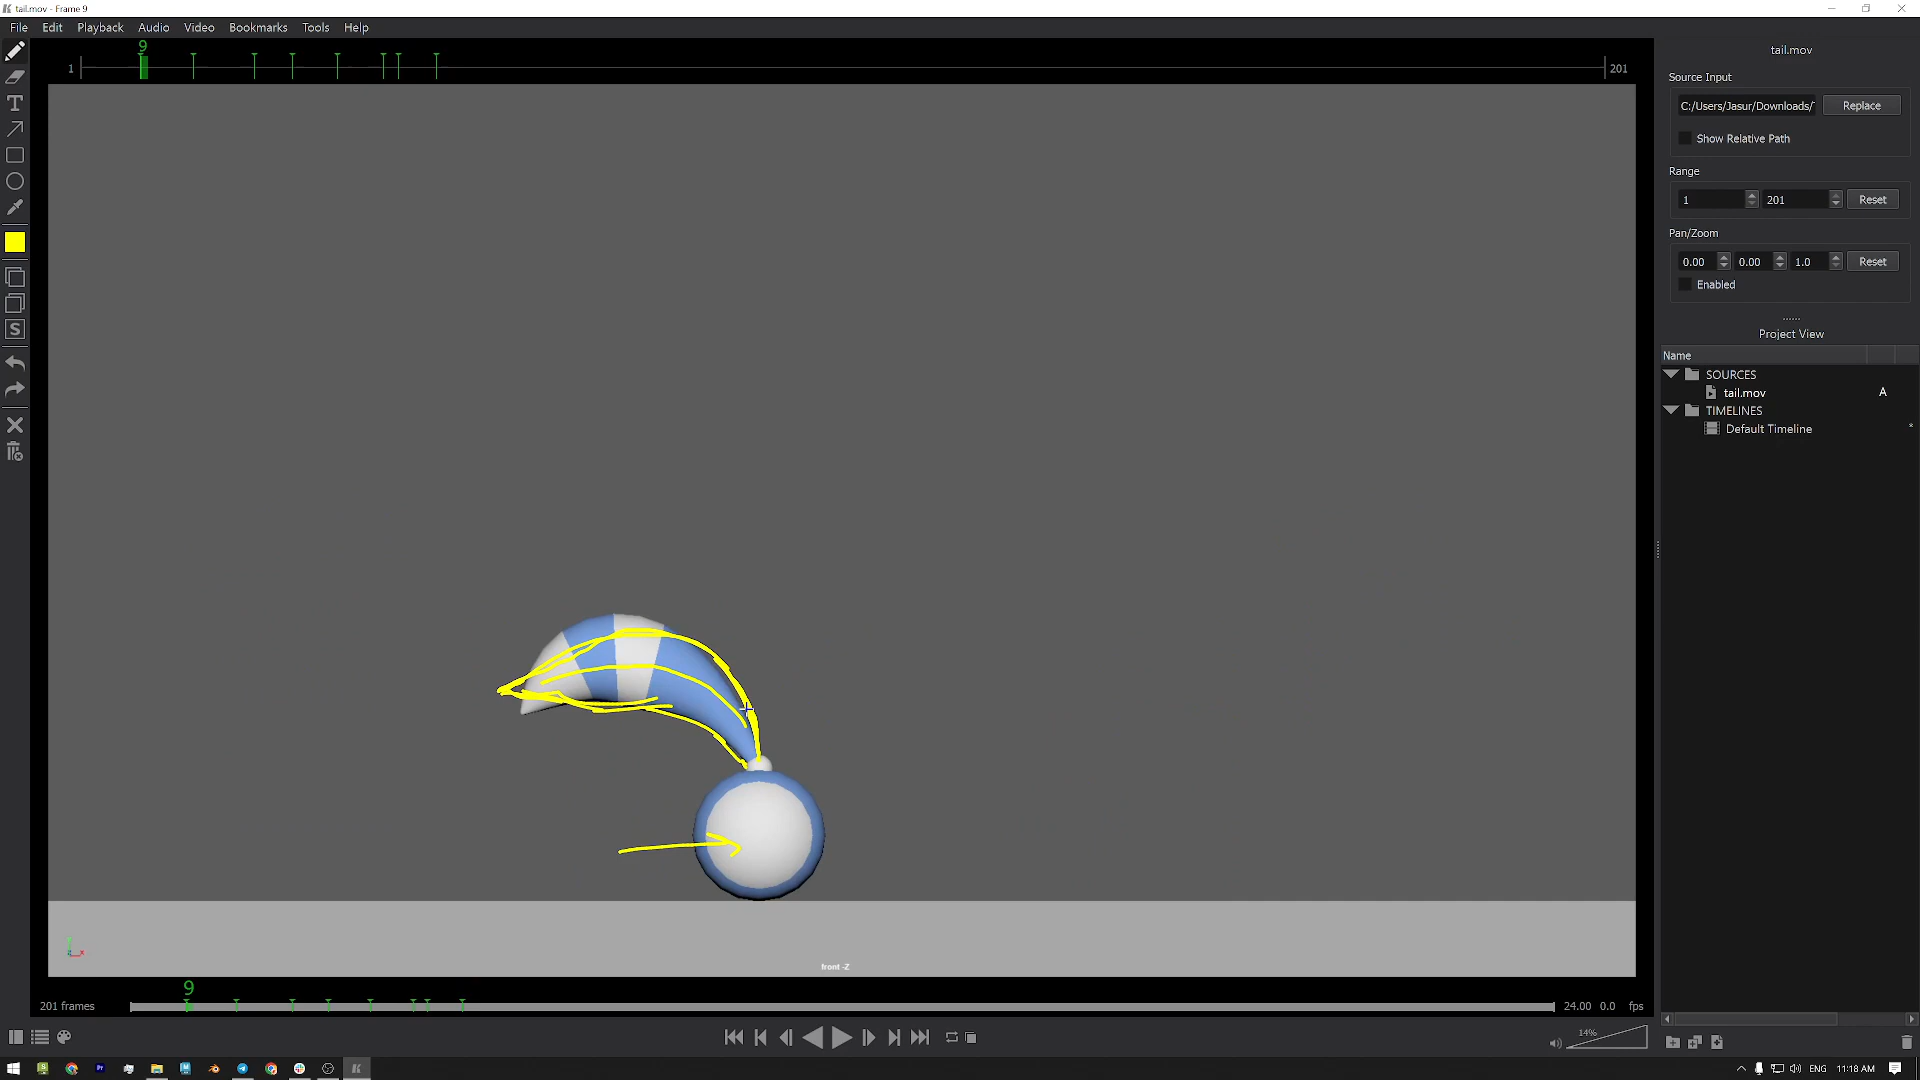 tail.mov - Frame 9
File Edit Playback Audio Video Bookmarks Tools Help
9
1
201
tail.mov
Source Input
C:/Users/Jasur/Downloads/ Replace
Show Relative Path
Range
1 201 Reset
Pan/Zoom
0.00 0.00 1.0 Reset
Enabled
Project View
Name
SOURCES
tail.mov A
TIMELINES
Default Timeline *
T
S
front -Z
9
201 frames
24.00 0.0 fps
14%
ENG 11:18 AM